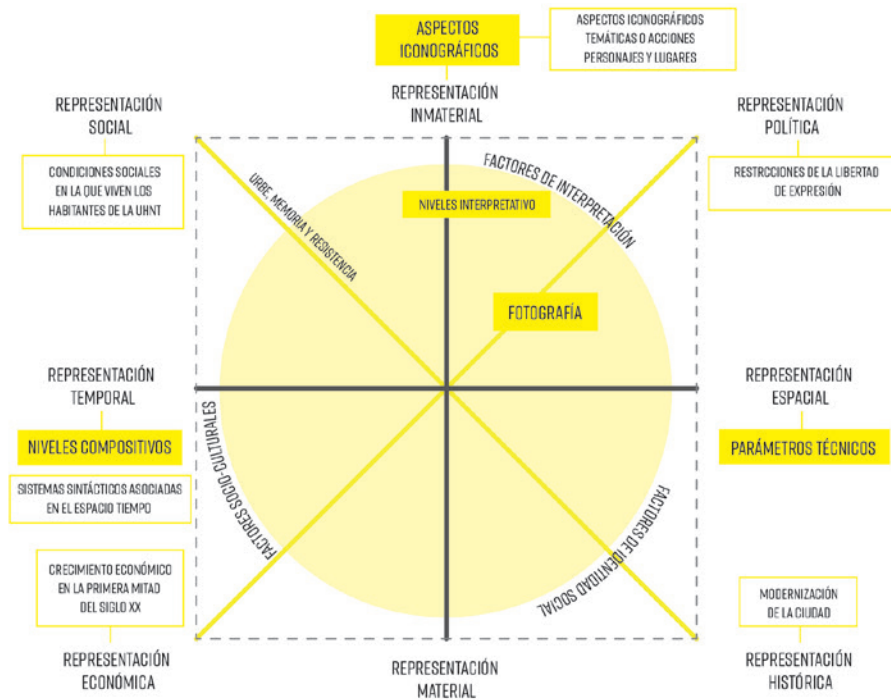 ASPECTOS
ICONOGRÁFICOS
ASPECTOS ICONOGRÁFICOS
TEMÁTICAS O ACCIONES
PERSONAJES Y LUGARES
REPRESENTACIÓN
INMATERIAL
REPRESENTACIÓN
SOCIAL
CONDICIONES SOCIALES
EN LA QUE VIVEN LOS
HABITANTES DE LA UHNT
REPRESENTACIÓN
POLÍTICA
RESTRCCIONES DE LA LIBERTAD
DE EXPRESIÓN
URBE, MEMORIA Y RESISTENCIA
FACTORES DE INTERPRETACIÓN
NIVELES INTERPRETATIVO
FOTOGRAFÍA
REPRESENTACIÓN
TEMPORAL
NIVELES COMPOSITIVOS
SISTEMAS SINTÁCTICOS ASOCIADAS
EN EL ESPACIO TIEMPO
REPRESENTACIÓN
ESPACIAL
PARÁMETROS TÉCNICOS
FACTORES SOCIO-CULTURALES
FACTORES DE IDENTIDAD SOCIAL
CRECIMIENTO ECONÓMICO
EN LA PRIMERA MITAD
DEL SIGLO XX
REPRESENTACIÓN
ECONÓMICA
REPRESENTACIÓN
MATERIAL
MODERNIZACIÓN
DE LA CIUDAD
REPRESENTACIÓN
HISTÓRICA